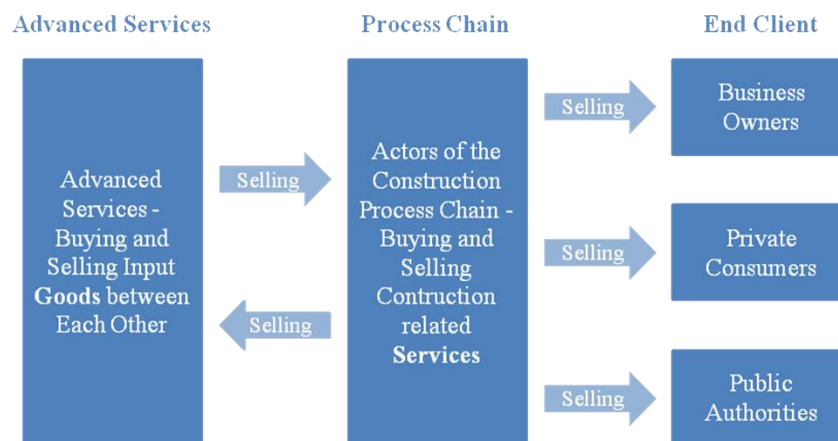 Advanced Services
Process Chain
End Client
Advanced
Services -
Buying and
Selling Input
Goods between
Each Other
Selling
Selling
Actors of the
Construction
Process Chain -
Buying and
Selling
Contruction
related
Services
Selling
Business
Owners
Selling
Private
Consumers
Selling
Public
Authorities